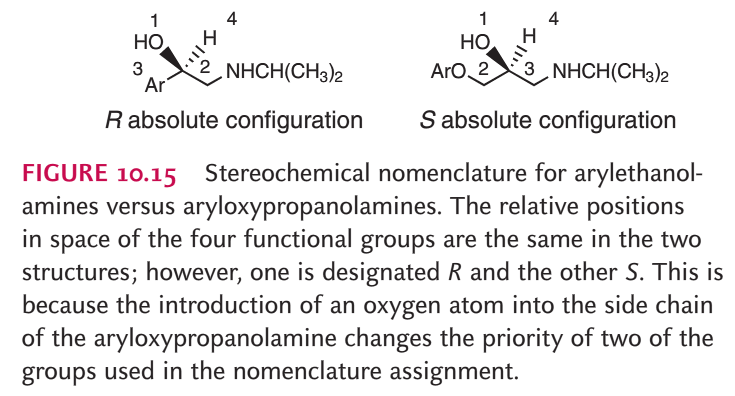 1 4 1 4
HO H HO H
3 2 ArO 2 3
Ar NHCH(CH₃)₂ NHCH(CH₃)₂
R absolute configuration S absolute configuration
FIGURE 10.15 Stereochemical nomenclature for arylethanol-
amines versus aryloxypropanolamines. The relative positions
in space of the four functional groups are the same in the two
structures; however, one is designated R and the other S. This is
because the introduction of an oxygen atom into the side chain
of the aryloxypropanolamine changes the priority of two of the
groups used in the nomenclature assignment.